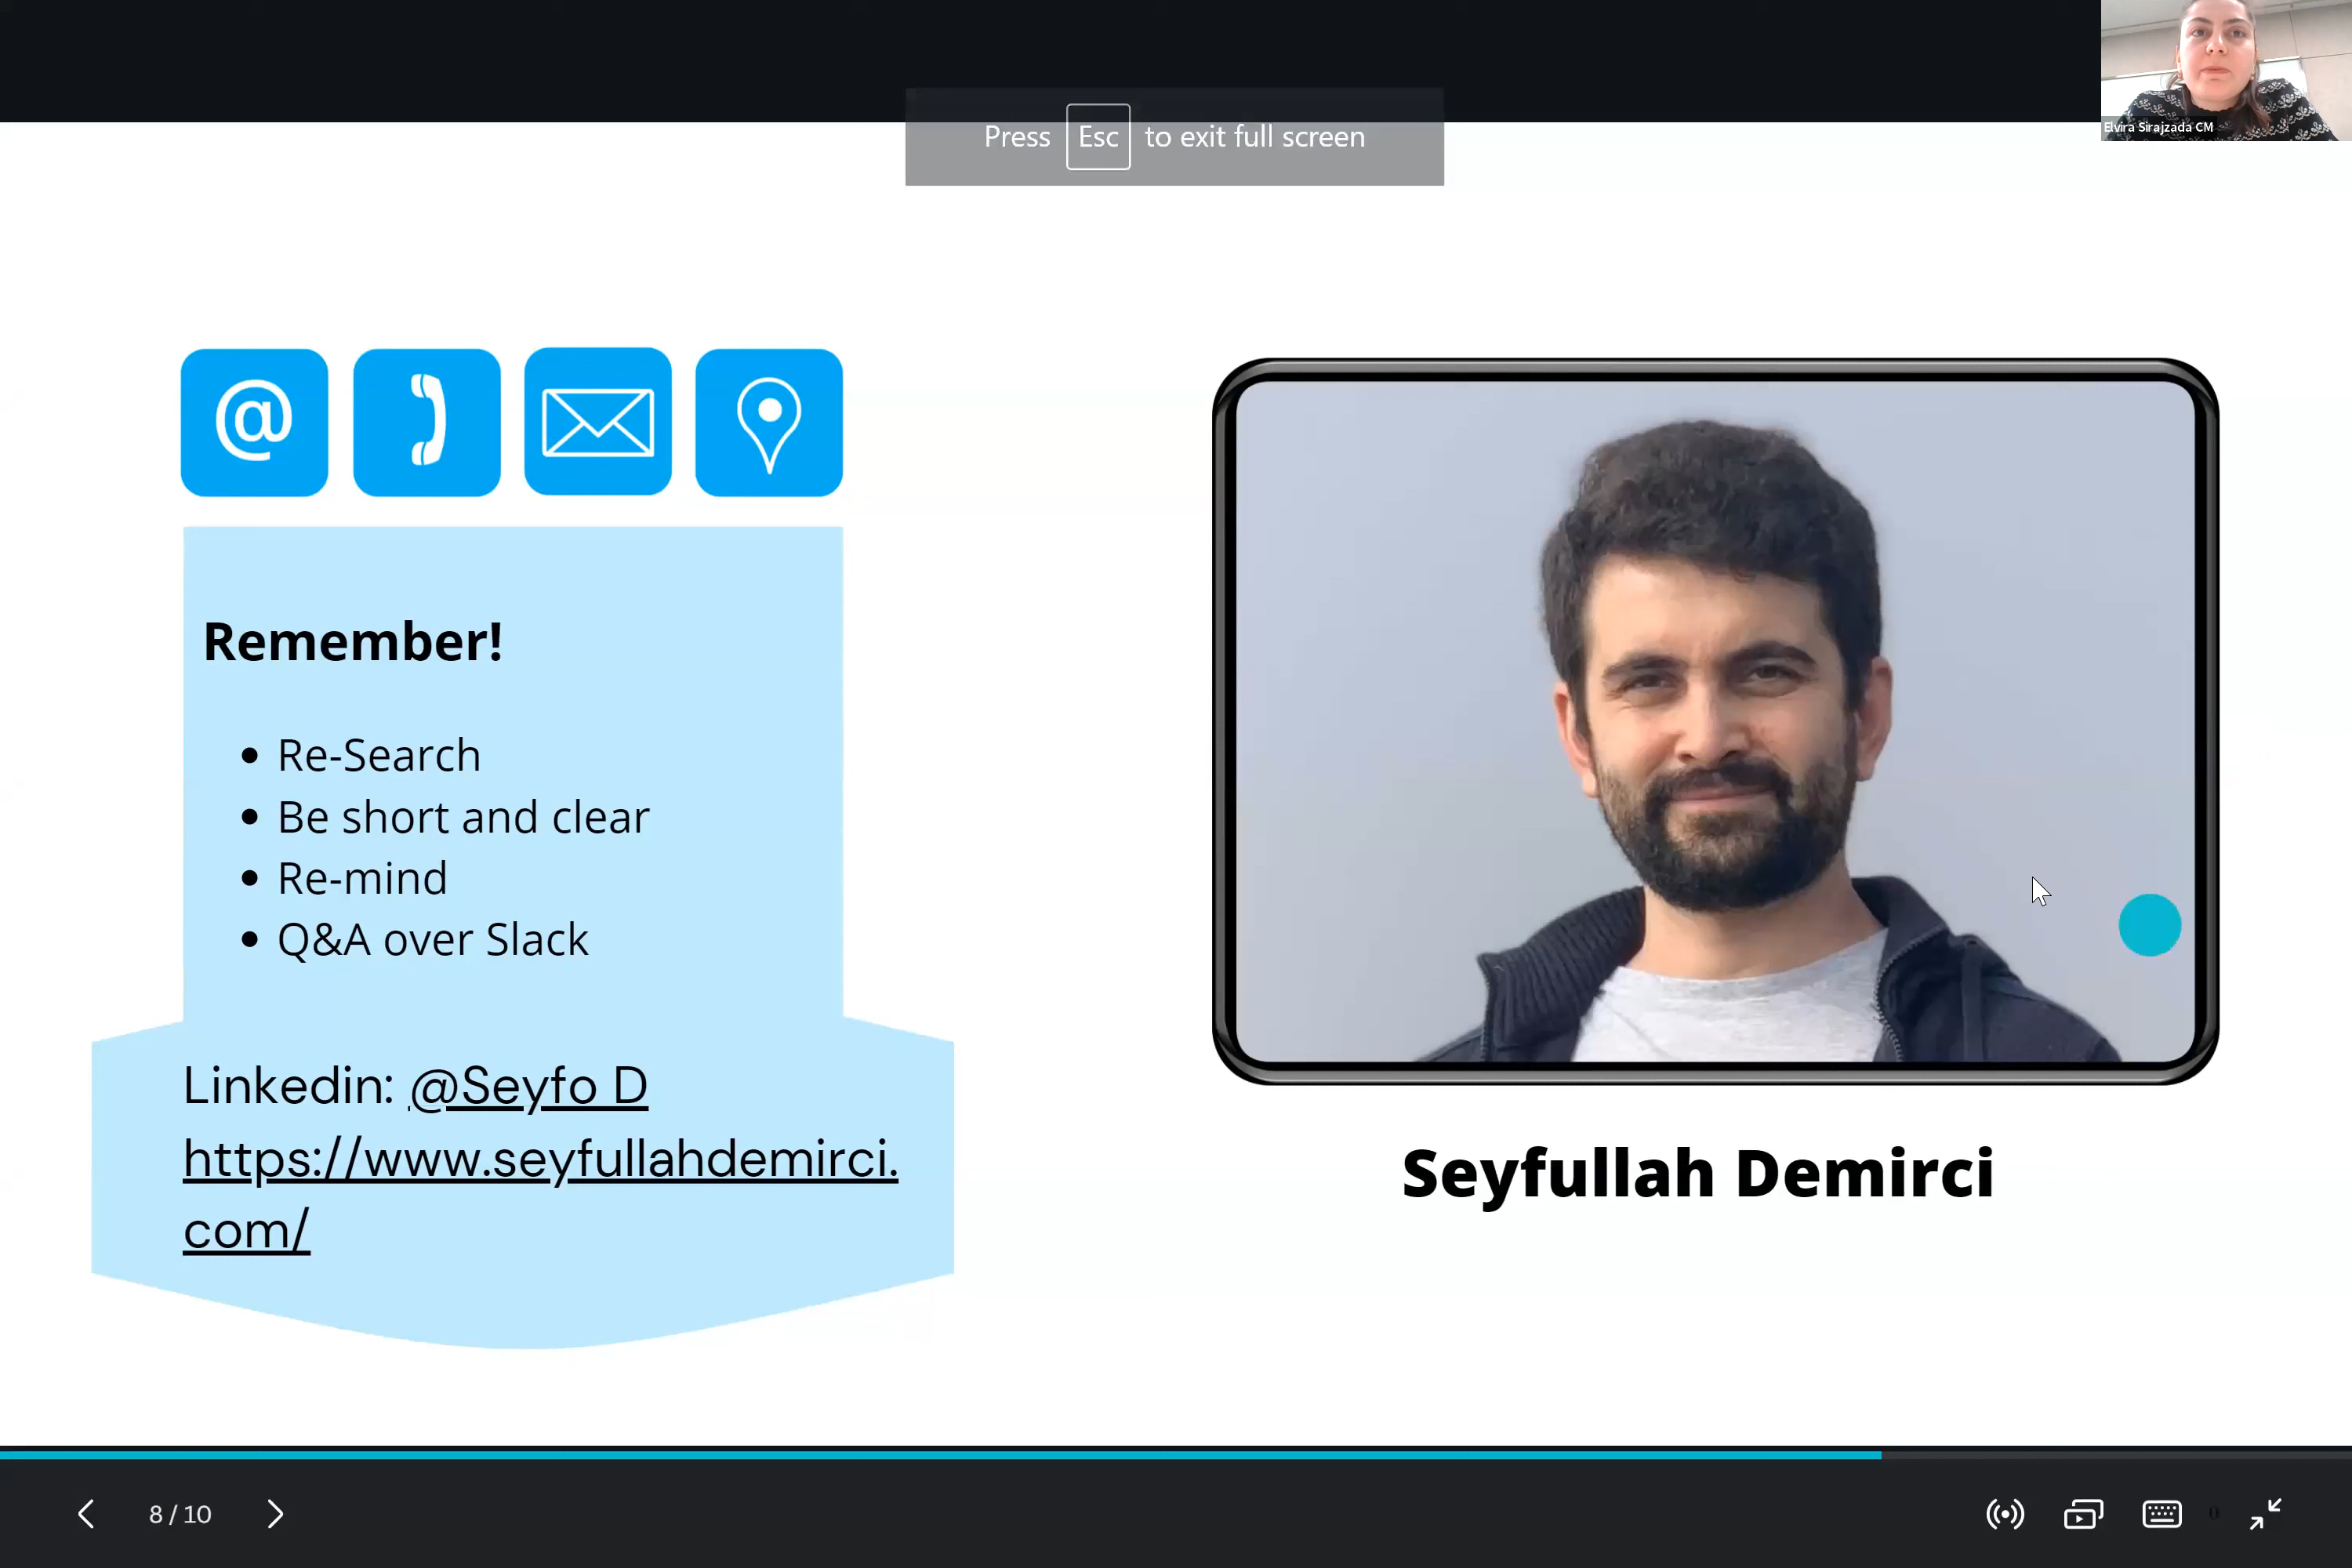 Elvira Sirajzada CM
Press Esc to exit full screen
@
Remember!
Re-Search
Be short and clear
Re-mind
Q&A over Slack
Linkedin: @Seyfo D
https://www.seyfullahdemirci.
com/
Seyfullah Demirci
8 / 10